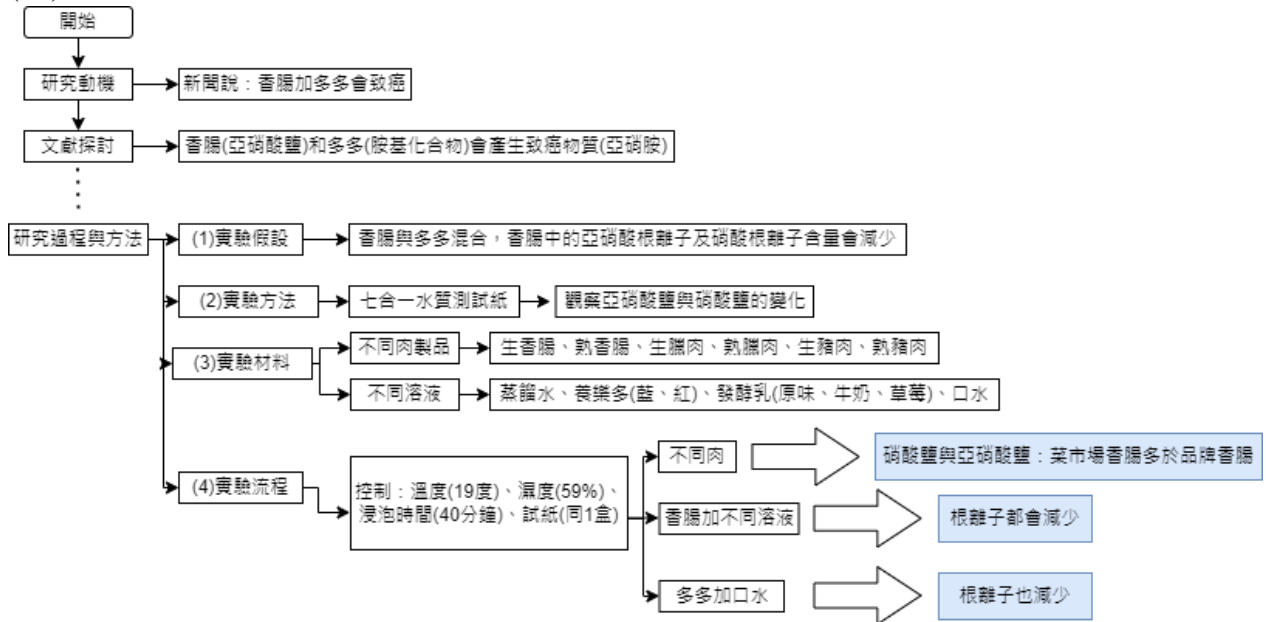 開始
研究動機
新聞說：香腸加多多會致癌
文獻探討
香腸(亞硝酸鹽)和多多(胺基化合物)會產生致癌物質(亞硝胺)
研究過程與方法
(1)實驗假設
香腸與多多混合，香腸中的亞硝酸根離子及硝酸根離子含量會減少
(2)實驗方法
七合一水質測試紙
觀察亞硝酸鹽與硝酸鹽的變化
(3)實驗材料
不同肉製品
生香腸、熟香腸、生臘肉、熟臘肉、生豬肉、熟豬肉
不同溶液
蒸餾水、養樂多(藍、紅)、發酵乳(原味、牛奶、草莓)、口水
(4)實驗流程
控制：溫度(19度)、濕度(59%)、
浸泡時間(40分鐘)、試紙(同1盒)
不同肉
硝酸鹽與亞硝酸鹽：菜市場香腸多於品牌香腸
香腸加不同溶液
根離子都會減少
多多加口水
根離子也減少